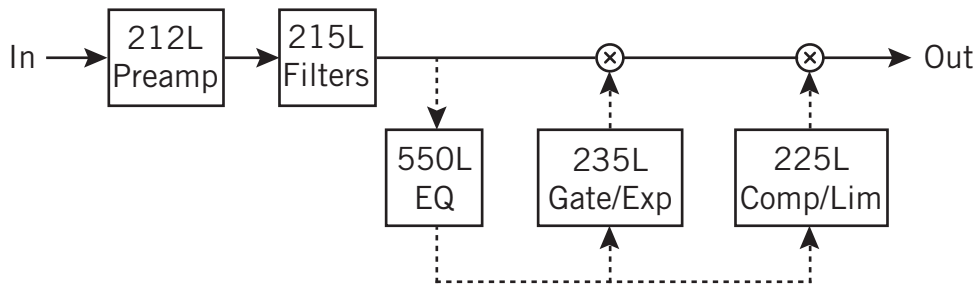 In
212L
Preamp
215L
Filters
Out
550L
EQ
235L
Gate/Exp
225L
Comp/Lim